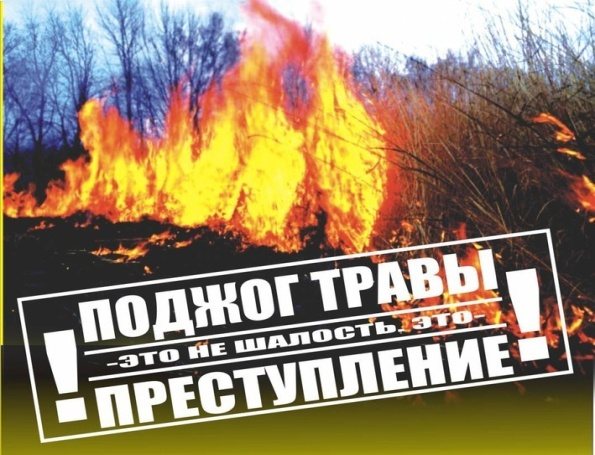 ПОДЖОГ ТРАВЫ
-ЭТО НЕ ШАЛОСТЬ, ЭТО-
! ПРЕСТУПЛЕНИЕ !